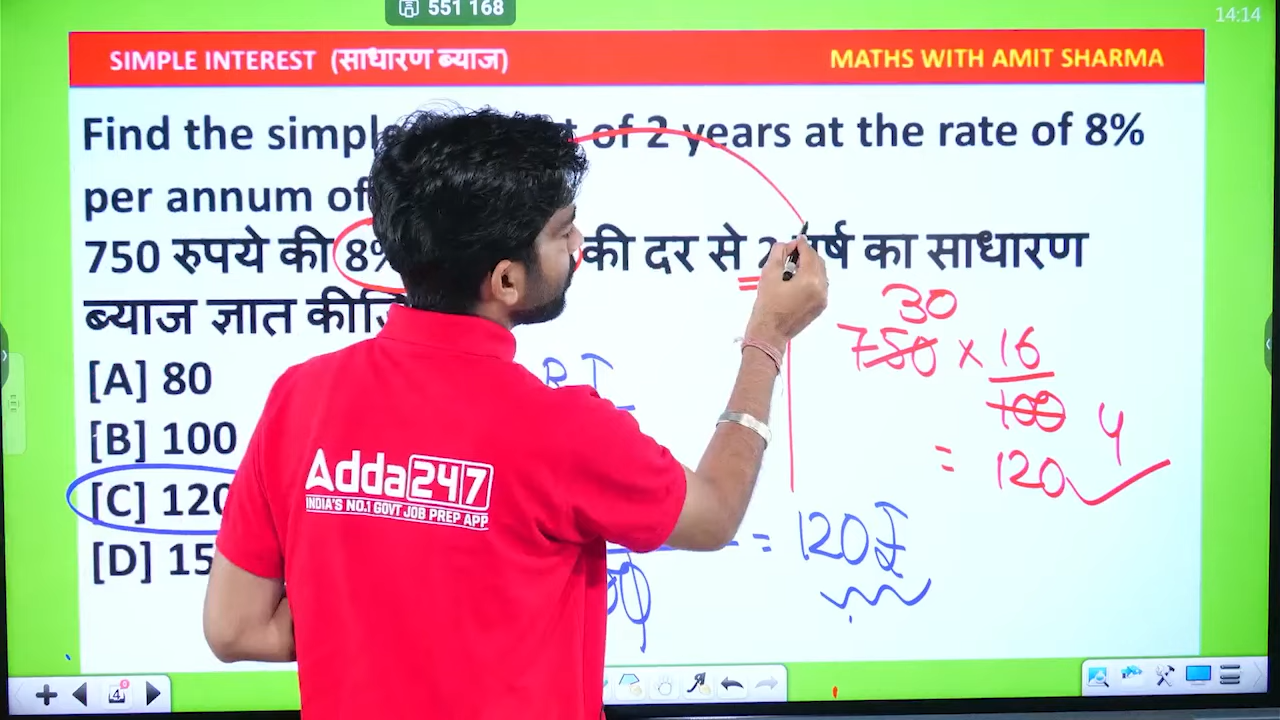 551 168
14:14
SIMPLE INTEREST (साधारण ब्याज) MATHS WITH AMIT SHARMA
Find the of 2 years at the rate of 8%
per annum of
750 रुपये की 8% की दर से 2 वर्ष का साधारण
ब्याज ज्ञात
[A] 80
[B] 100
[C] 120
[D]
30
750 × 16
100
4
= 120
= 120
Adda247
INDIA'S NO.1 GOVT JOB PREP APP
4